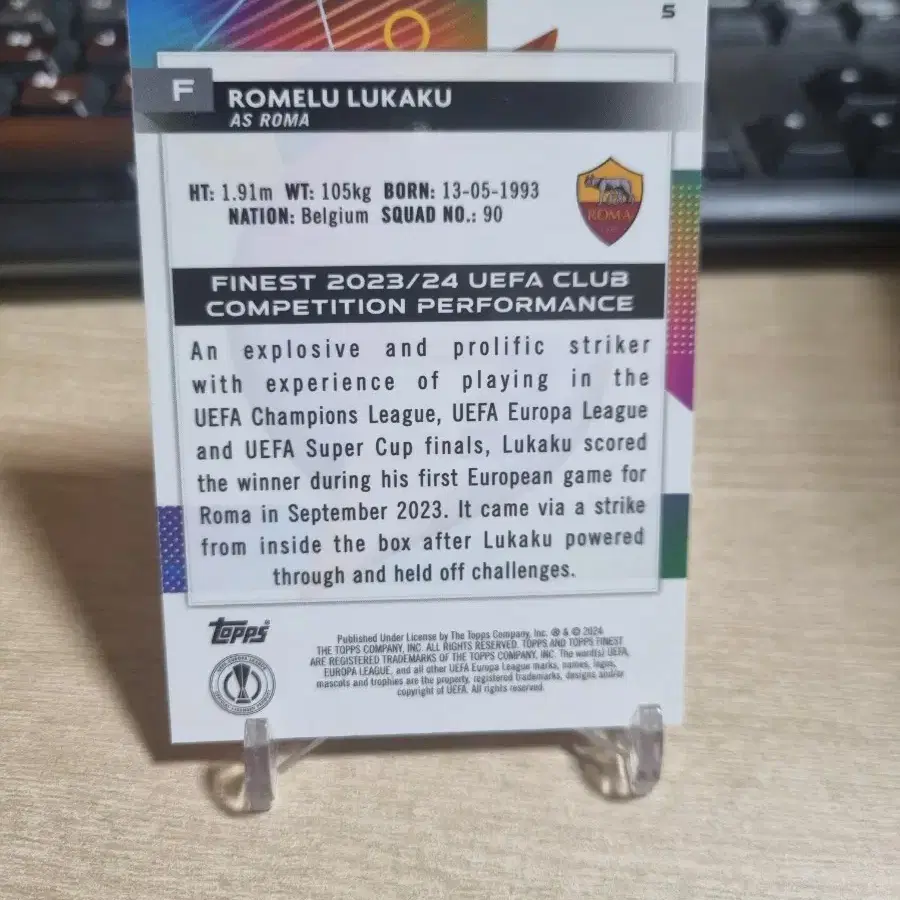 5
F
ROMELU LUKAKU
AS ROMA
HT: 1.91m WT: 105kg BORN: 13-05-1993
NATION: Belgium SQUAD NO.: 90
ROMA
FINEST 2023/24 UEFA CLUB
COMPETITION PERFORMANCE
An explosive and prolific striker
with experience of playing in the
UEFA Champions League, UEFA Europa League
and UEFA Super Cup finals, Lukaku scored
the winner during his first European game for
Roma in September 2023. It came via a strike
from inside the box after Lukaku powered
through and held off challenges.
Topps
Published Under License by The Topps Company, Inc. ® & © 2024
THE TOPPS COMPANY, INC. ALL RIGHTS RESERVED. TOPPS AND TOPPS FINEST
ARE REGISTERED TRADEMARKS OF THE TOPPS COMPANY, INC. The word(s) UEFA,
EUROPA LEAGUE, and all other UEFA Europa League marks, names, logos,
mascots and trophies are the property, registered trademarks, designs and/or
copyright of UEFA. All rights reserved.